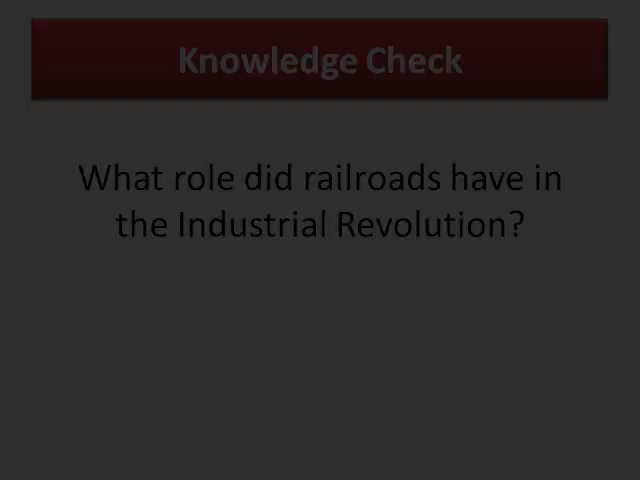 Knowledge Check
What role did railroads have in
the Industrial Revolution?